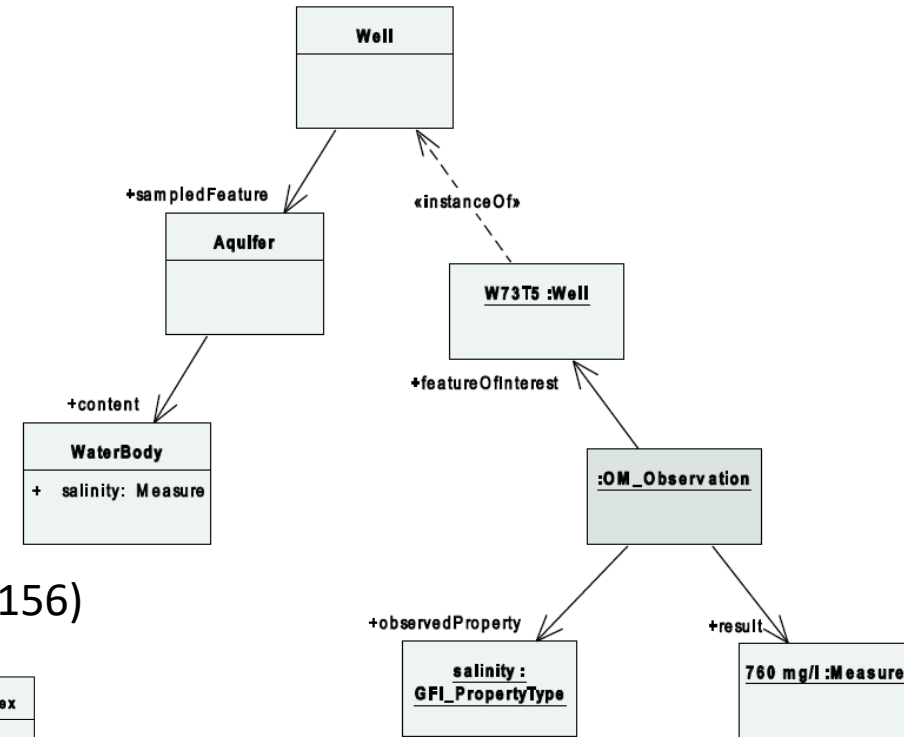 Well
+sampledFeature
«instanceOf»
Aquifer
W73T5 :Well
+featureOfInterest
+content
WaterBody
+ salinity: Measure
:OM_Observation
156)
+observedProperty
+result
salinity :
GFI_PropertyType
760 mg/l :Measure
ex